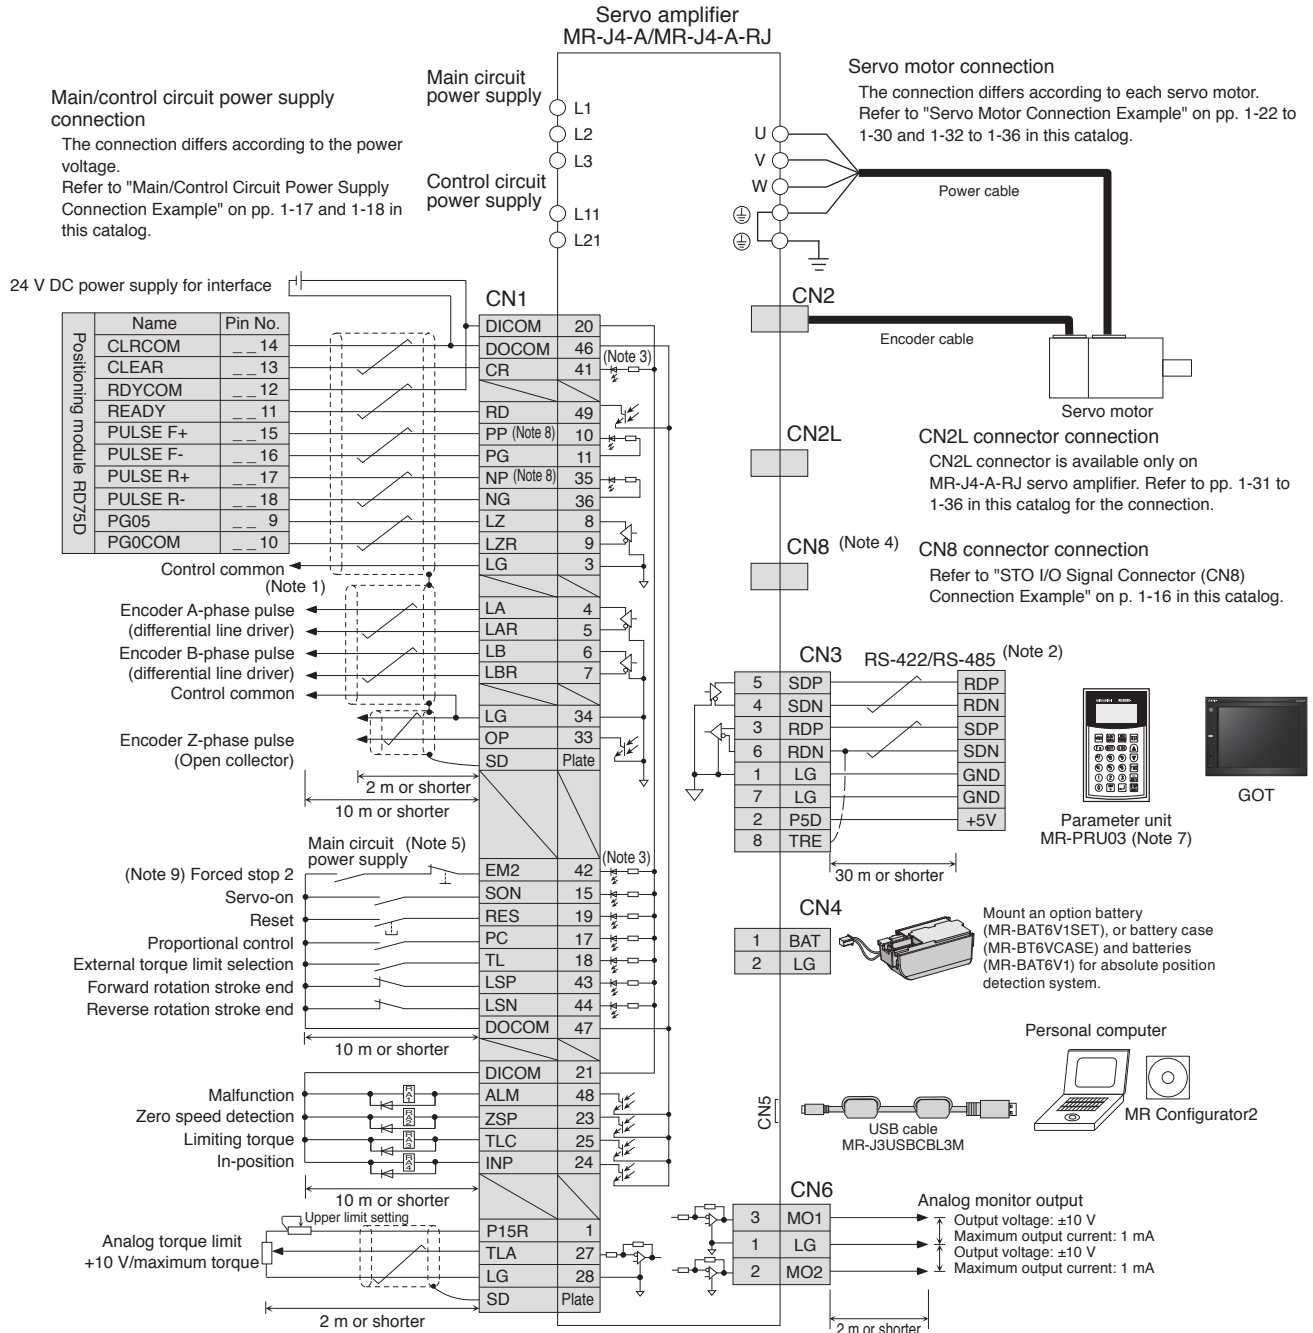 Servo amplifier
MR-J4-A/MR-J4-A-RJ
Main/control circuit power supply
connection
The connection differs according to the power
voltage.
Refer to "Main/Control Circuit Power Supply
Connection Example" on pp. 1-17 and 1-18 in
this catalog.
Main circuit
power supply
L1
L2
L3
Control circuit
power supply
L11
L21
Servo motor connection
The connection differs according to each servo motor.
Refer to "Servo Motor Connection Example" on pp. 1-22 to
1-30 and 1-32 to 1-36 in this catalog.
U
V
W
Power cable
CN2
Encoder cable
Servo motor
24 V DC power supply for interface
Positioning module RD75D
Name Pin No.
CLRCOM _ _ 14
CLEAR _ _ 13
RDYCOM _ _ 12
READY _ _ 11
PULSE F+ _ _ 15
PULSE F- _ _ 16
PULSE R+ _ _ 17
PULSE R- _ _ 18
PG05 _ _ 9
PG0COM _ _ 10
Control common
(Note 1)
Encoder A-phase pulse
(differential line driver)
Encoder B-phase pulse
(differential line driver)
Control common
Encoder Z-phase pulse
(Open collector)
2 m or shorter
10 m or shorter
CN1
DICOM 20
DOCOM 46
CR 41
(Note 3)
RD 49
PP (Note 8) 10
PG 11
NP (Note 8) 35
NG 36
LZ 8
LZR 9
LG 3
LA 4
LAR 5
LB 6
LBR 7
LG 34
OP 33
SD Plate
Main circuit
power supply
(Note 5)
(Note 9) Forced stop 2
Servo-on
Reset
Proportional control
External torque limit selection
Forward rotation stroke end
Reverse rotation stroke end
10 m or shorter
(Note 3)
EM2 42
SON 15
RES 19
PC 17
TL 18
LSP 43
LSN 44
DOCOM 47
DICOM 21
ALM 48
ZSP 23
TLC 25
INP 24
Malfunction
RA1
Zero speed detection
RA2
Limiting torque
RA3
In-position
RA4
10 m or shorter
Upper limit setting
Analog torque limit
+10 V/maximum torque
P15R 1
TLA 27
LG 28
SD Plate
2 m or shorter
CN2L
CN2L connector connection
CN2L connector is available only on
MR-J4-A-RJ servo amplifier. Refer to pp. 1-31 to
1-36 in this catalog for the connection.
CN8 (Note 4)
CN8 connector connection
Refer to "STO I/O Signal Connector (CN8)
Connection Example" on p. 1-16 in this catalog.
CN3
RS-422/RS-485 (Note 2)
5 SDP RDP
4 SDN RDN
3 RDP SDP
6 RDN SDN
1 LG GND
7 LG GND
2 P5D +5V
8 TRE
30 m or shorter
Parameter unit
MR-PRU03 (Note 7)
GOT
CN4
1 BAT
2 LG
Mount an option battery
(MR-BAT6V1SET), or battery case
(MR-BT6VCASE) and batteries
(MR-BAT6V1) for absolute position
detection system.
CN5
USB cable
MR-J3USBCBL3M
Personal computer
MR Configurator2
CN6
3 MO1
1 LG
2 MO2
Analog monitor output
Output voltage: ±10 V
Maximum output current: 1 mA
Output voltage: ±10 V
Maximum output current: 1 mA
2 m or shorter